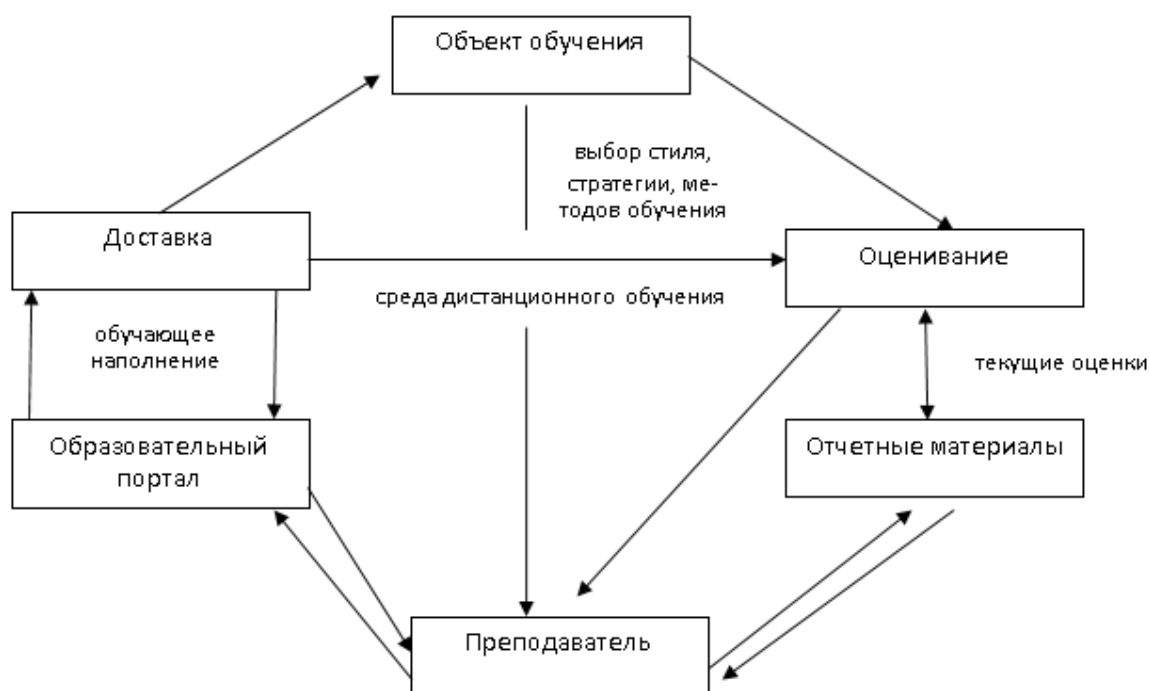 Объект обучения
выбор стиля,
стратегии, ме-
тодов обучения
Доставка
Оценивание
среда дистанционного обучения
обучающее
наполнение
текущие оценки
Образовательный
портал
Отчетные материалы
Преподаватель